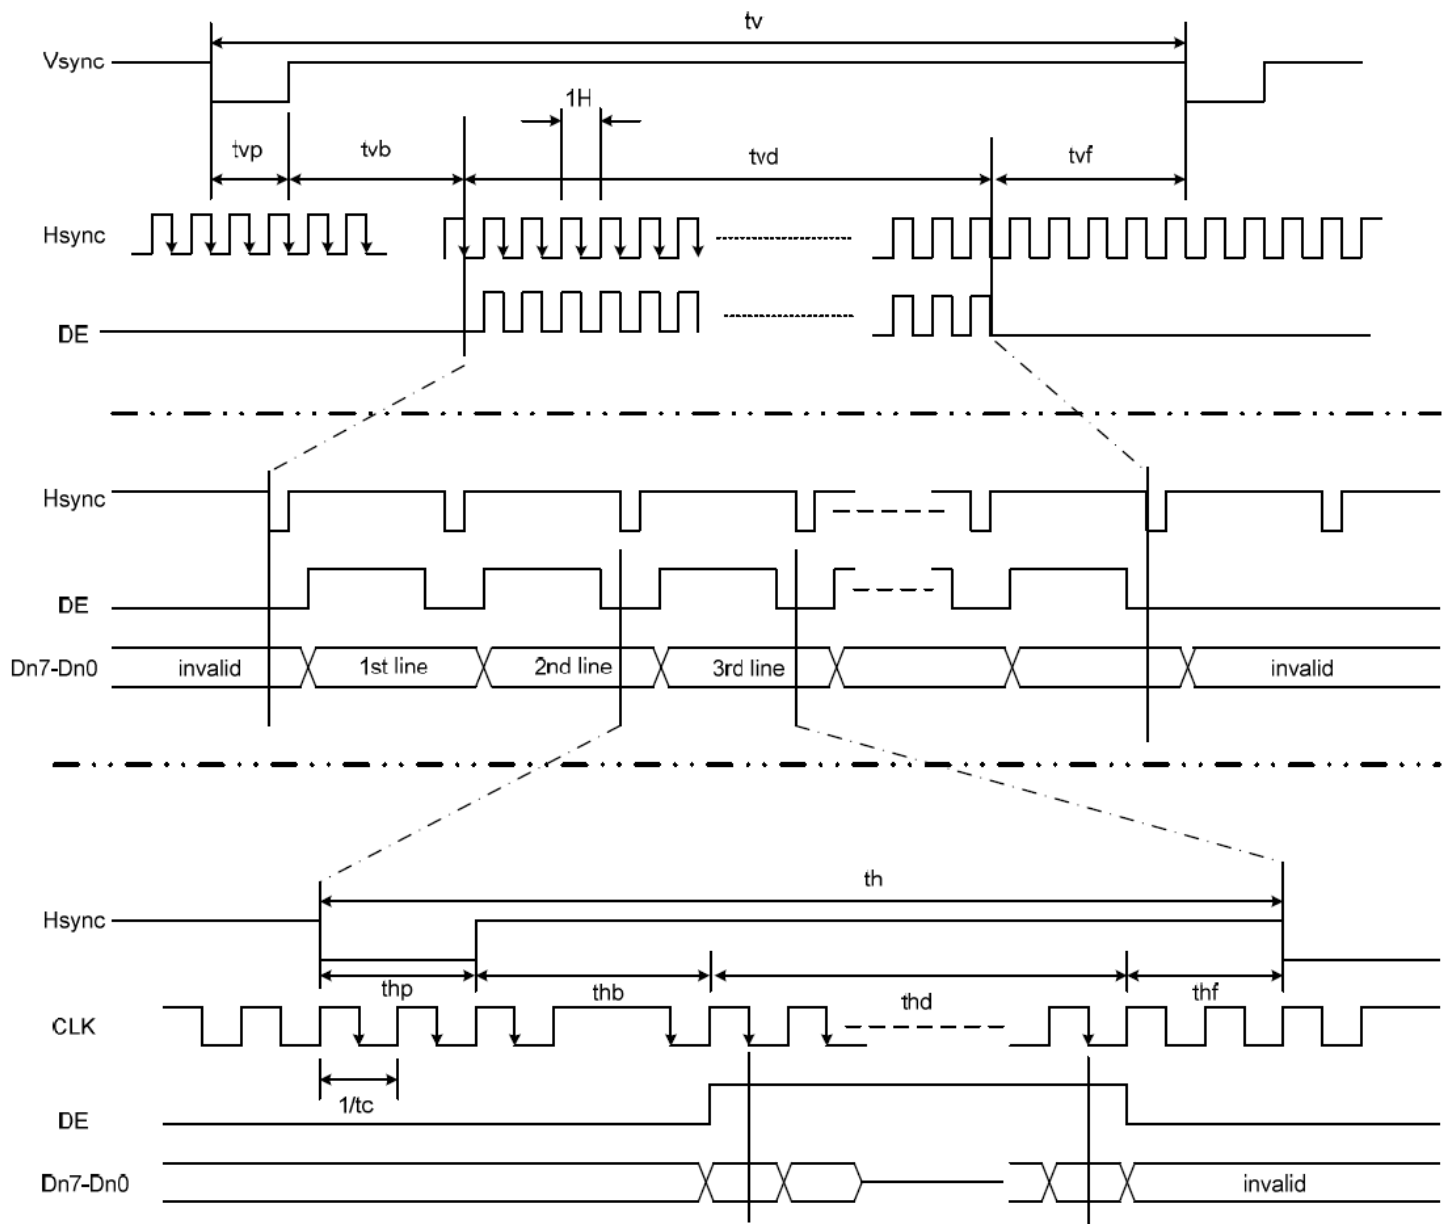 tv
Vsync
1H
tvp
tvb
tvd
tvf
Hsync
DE
Hsync
DE
Dn7-Dn0
invalid
1st line
2nd line
3rd line
invalid
th
Hsync
thp
thb
thd
thf
CLK
1/tc
DE
Dn7-Dn0
invalid